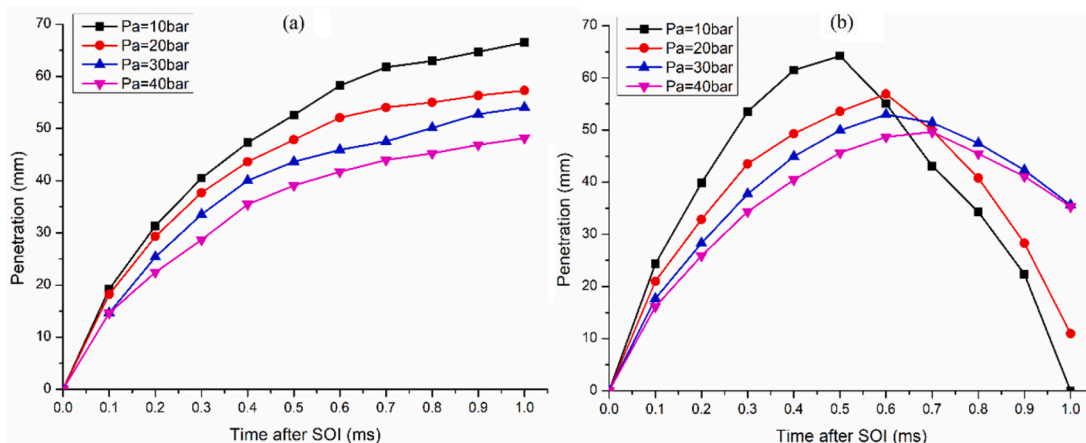 (a)
Pa=10bar
Pa=20bar
Pa=30bar
Pa=40bar
Penetration (mm)
70
60
50
40
30
20
10
0
0.0 0.1 0.2 0.3 0.4 0.5 0.6 0.7 0.8 0.9 1.0
Time after SOI (ms)
(b)
Pa=10bar
Pa=20bar
Pa=30bar
Pa=40bar
Penetration (mm)
70
60
50
40
30
20
10
0
0.0 0.1 0.2 0.3 0.4 0.5 0.6 0.7 0.8 0.9 1.0
Time after SOI (ms)